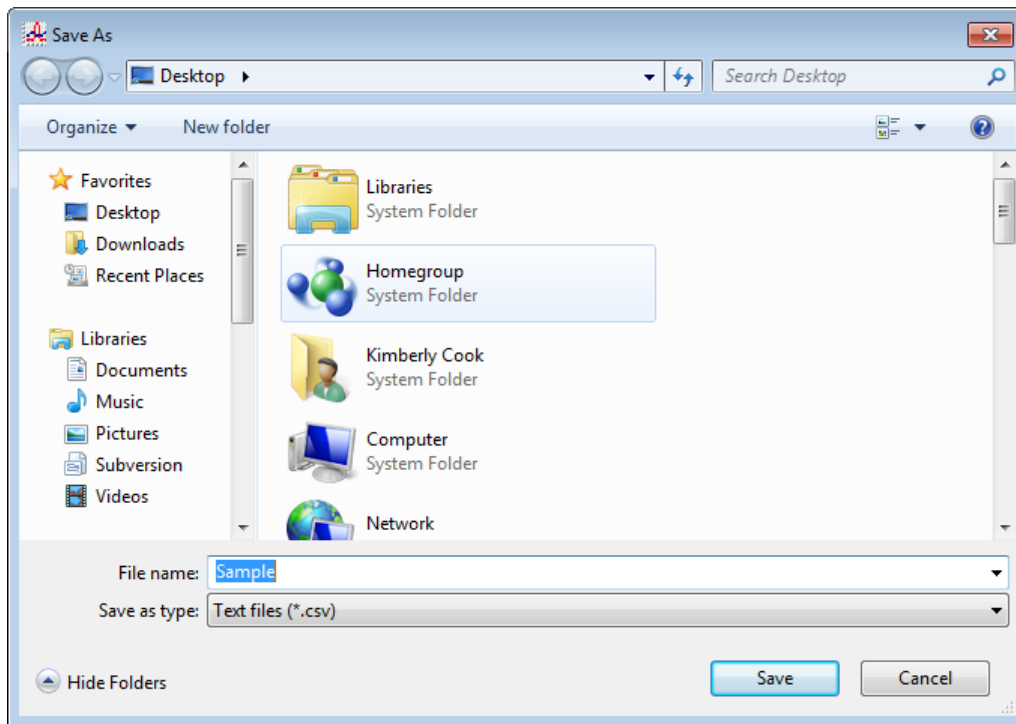 Save As
Desktop
Search Desktop
Organize
New folder
Favorites
Desktop
Downloads
Recent Places
Libraries
Documents
Music
Pictures
Subversion
Videos
Libraries
System Folder
Homegroup
System Folder
Kimberly Cook
System Folder
Computer
System Folder
Network
File name: Sample
Save as type: Text files (*.csv)
Hide Folders
Save
Cancel